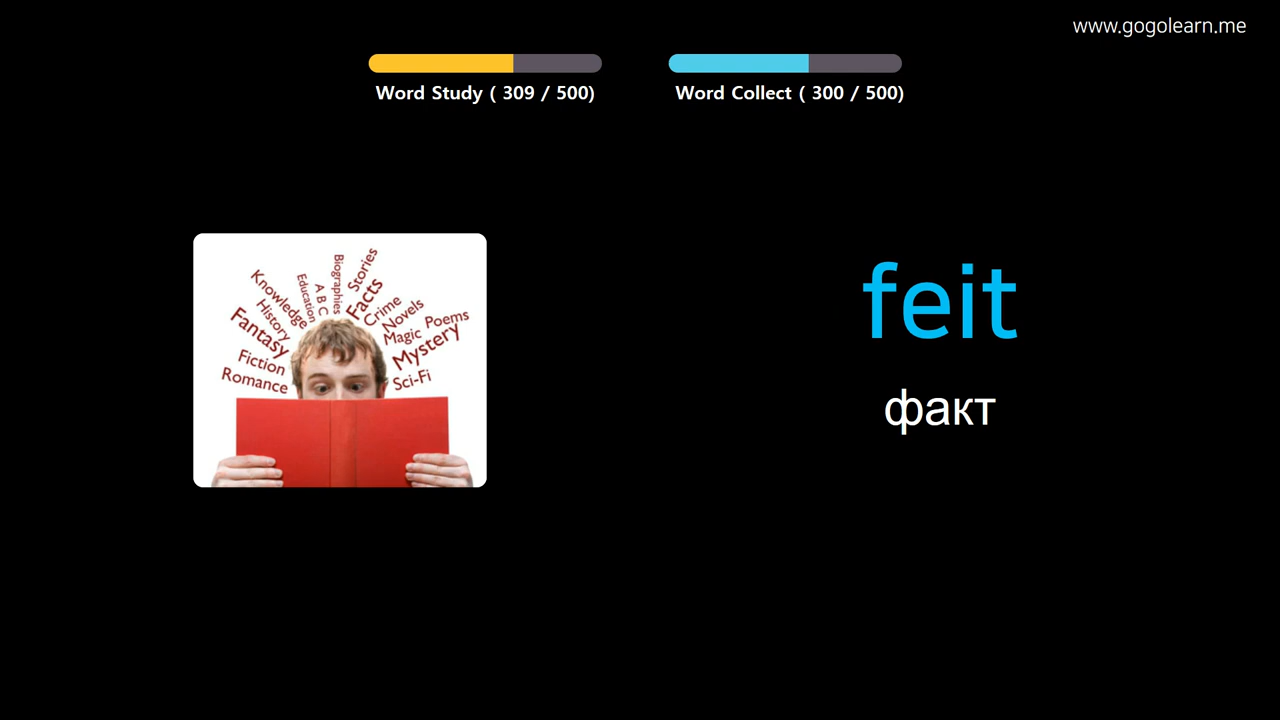 www.gogolearn.me
Word Study ( 309 / 500)
Word Collect ( 300 / 500)
Knowledge
History
Fantasy
Fiction
Romance
Education
A B C
Biographies
Stories
Facts
Crime
Novels
Magic
Poems
Mystery
Sci-Fi
feit
факт